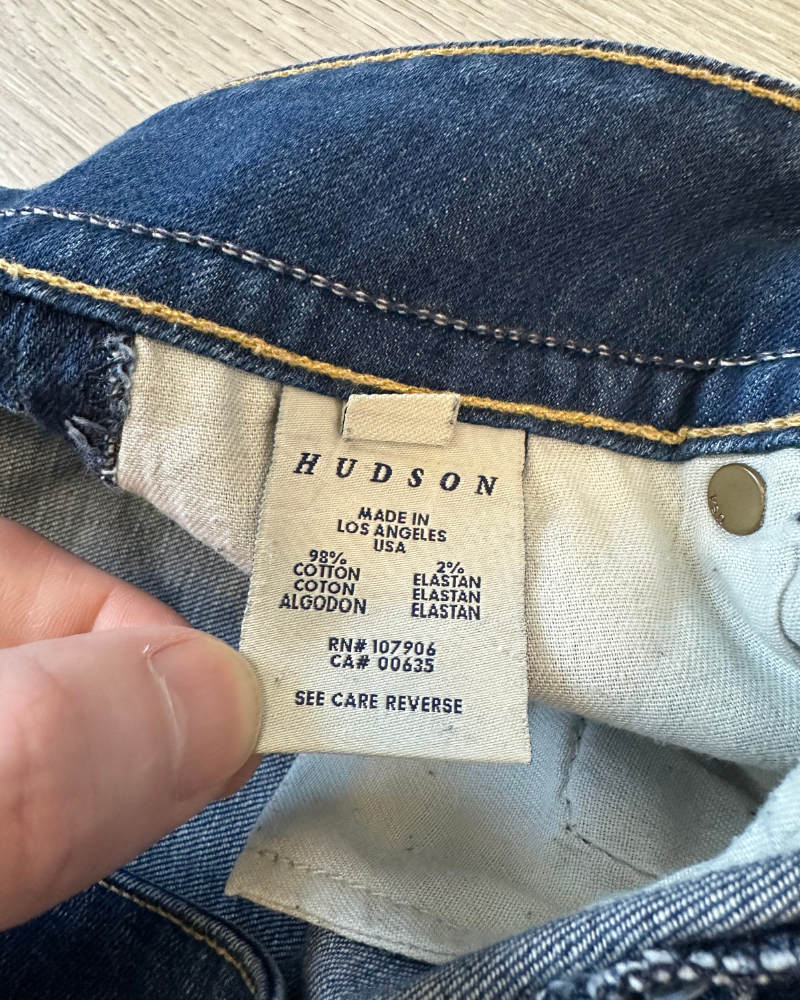 HUDSON
MADE IN
LOS ANGELES
USA
98% 2%
COTTON ELASTAN
COTON ELASTAN
ALGODON ELASTAN
RN# 107906
CA# 00635
SEE CARE REVERSE